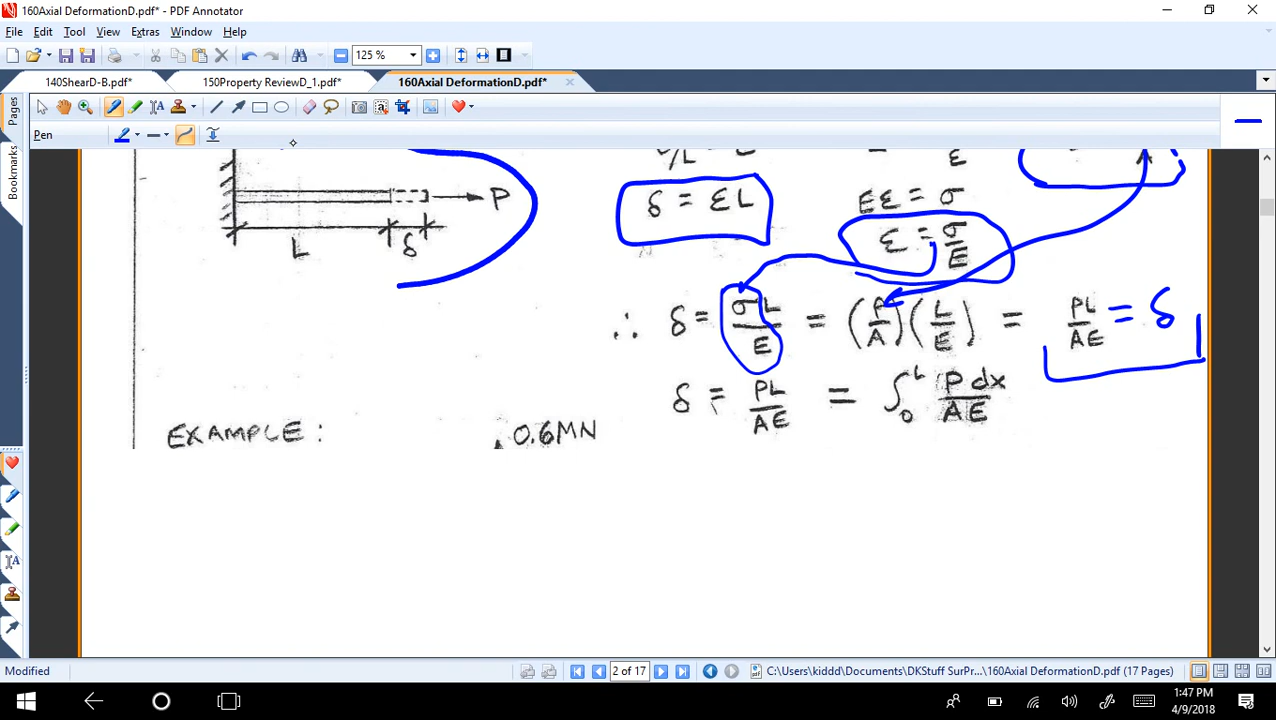 160Axial DeformationD.pdf* - PDF Annotator
File Edit Tool View Extras Window Help
125 %
140ShearD-B.pdf* 150Property ReviewD_1.pdf* 160Axial DeformationD.pdf*
Pen
Pages
Bookmarks
P
L δ
δ = εL
Eε = σ
ε = σ/E
∴ δ = σL/E = (P/A)(L/E) = PL/AE = δ
δ = PL/AE = ∫₀ᴸ P dx/AE
EXAMPLE: 0.6MN
Modified
2 of 17
C:\Users\kiddd\Documents\DKStuff SurPr...\160Axial DeformationD.pdf (17 Pages)
1:47 PM
4/9/2018